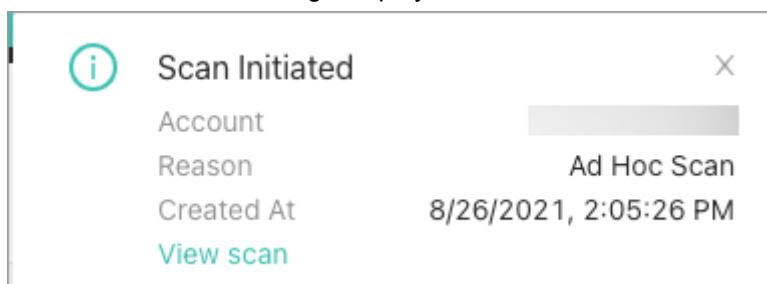 Scan Initiated
Account
Reason Ad Hoc Scan
Created At 8/26/2021, 2:05:26 PM
View scan